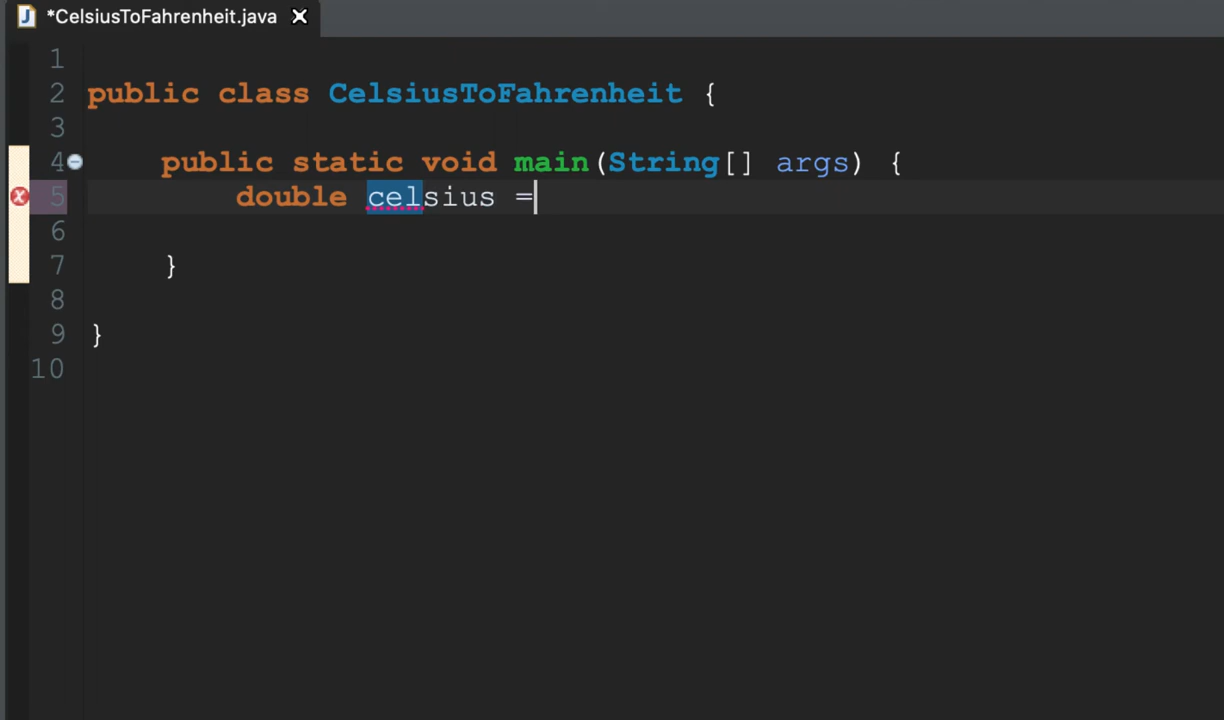 *CelsiusToFahrenheit.java
1
2 public class CelsiusToFahrenheit {
3
4 public static void main(String[] args) {
5 double celsius =
6
7 }
8
9 }
10